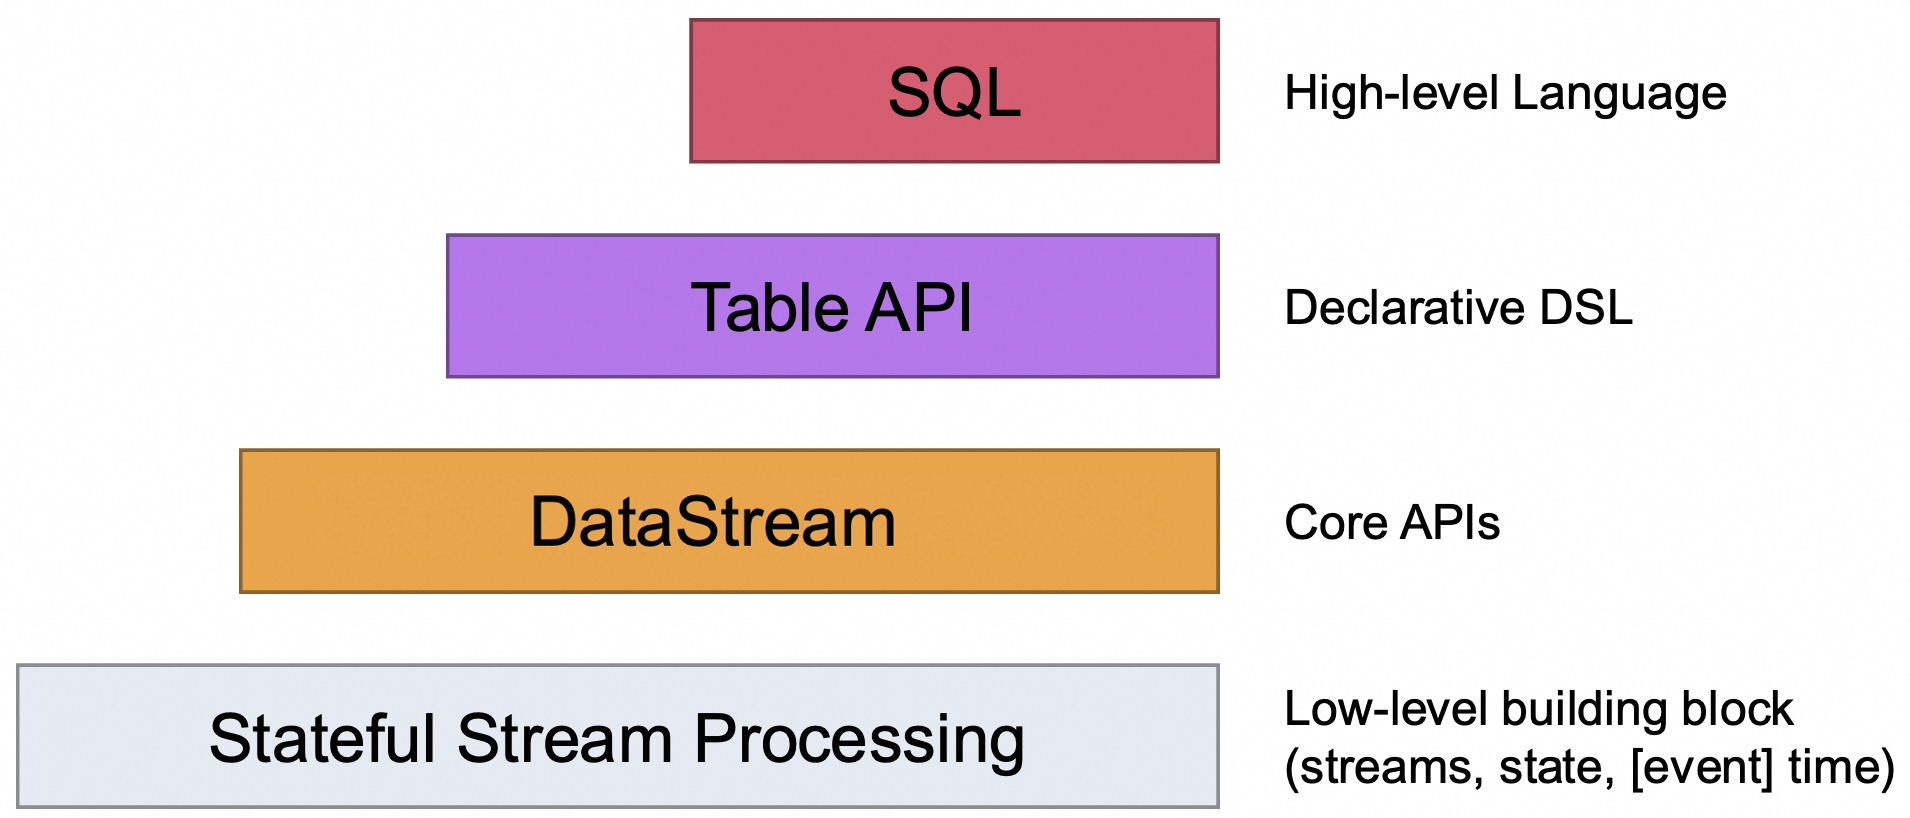 SQL
High-level Language
Table API
Declarative DSL
DataStream
Core APIs
Stateful Stream Processing
Low-level building block
(streams, state, [event] time)